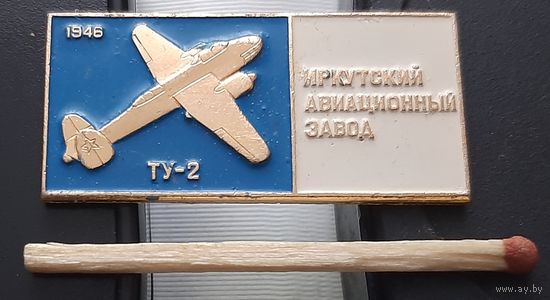 1946
ТУ-2
ИРКУТСКИЙ
АВИАЦИОННЫЙ
ЗАВОД
www.ay.by